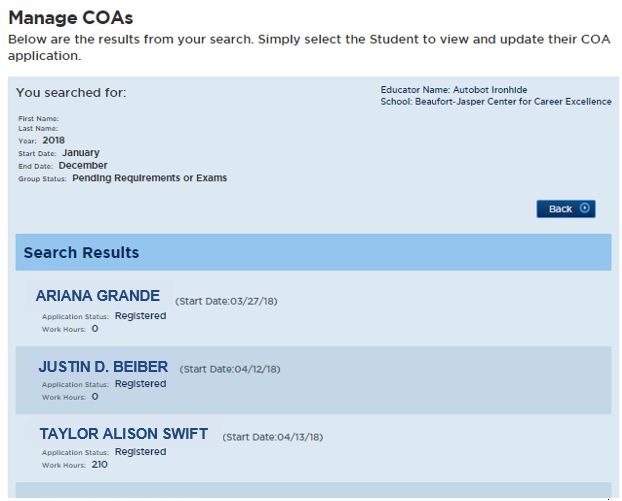 Manage COAs
Below are the results from your search. Simply select the Student to view and update their COA
application.
You searched for:
Educator Name: Autobot Ironhide
School: Beaufort-Jasper Center for Career Excellence
First Name:
Last Name:
Year: 2018
Start Date: January
End Date: December
Group Status: Pending Requirements or Exams
Back
Search Results
ARIANA GRANDE (Start Date:03/27/18)
Application Status: Registered
Work Hours: 0
JUSTIN D. BEIBER (Start Date:04/12/18)
Application Status: Registered
Work Hours: 0
TAYLOR ALISON SWIFT (Start Date:04/13/18)
Application Status: Registered
Work Hours: 210